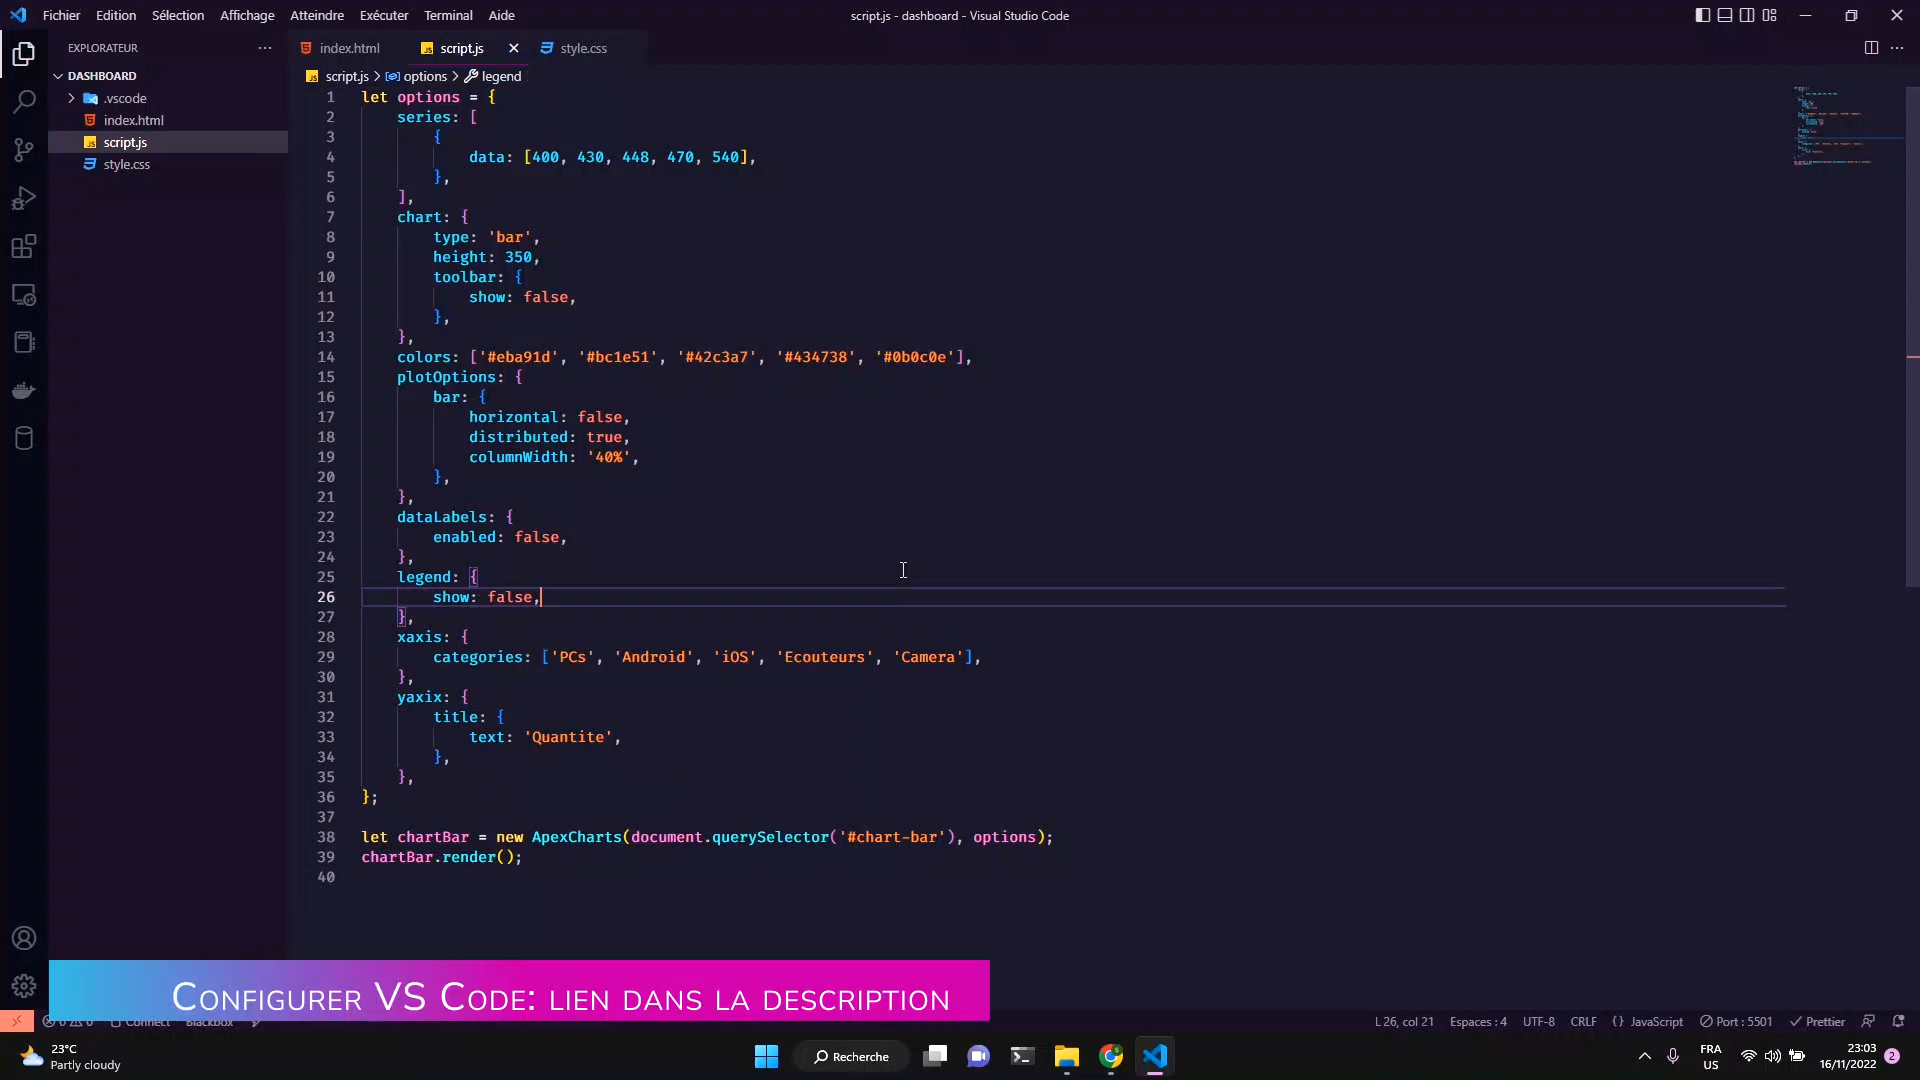 Fichier Edition Sélection Affichage Atteindre Exécuter Terminal Aide
script.js - dashboard - Visual Studio Code
EXPLORATEUR
DASHBOARD
.vscode
index.html
script.js
style.css
index.html script.js style.css
script.js > options > legend
1 let options = {
2 series: [
3 {
4 data: [400, 430, 448, 470, 540],
5 },
6 ],
7 chart: {
8 type: 'bar',
9 height: 350,
10 toolbar: {
11 show: false,
12 },
13 },
14 colors: ['#eba91d', '#bc1e51', '#42c3a7', '#434738', '#0b0c0e'],
15 plotOptions: {
16 bar: {
17 horizontal: false,
18 distributed: true,
19 columnWidth: '40%',
20 },
21 },
22 dataLabels: {
23 enabled: false,
24 },
25 legend: {
26 show: false,
27 },
28 xaxis: {
29 categories: ['PCs', 'Android', 'iOS', 'Ecouteurs', 'Camera'],
30 },
31 yaxix: {
32 title: {
33 text: 'Quantite',
34 },
35 },
36 };
37
38 let chartBar = new ApexCharts(document.querySelector('#chart-bar'), options);
39 chartBar.render();
40
Configurer VS Code: lien dans la description
0 0 Connect Blackbox
L 26, col 21 Espaces : 4 UTF-8 CRLF {} JavaScript Port : 5501 Prettier
23°C
Partly cloudy
Recherche
FRA
US
23:03
16/11/2022
2